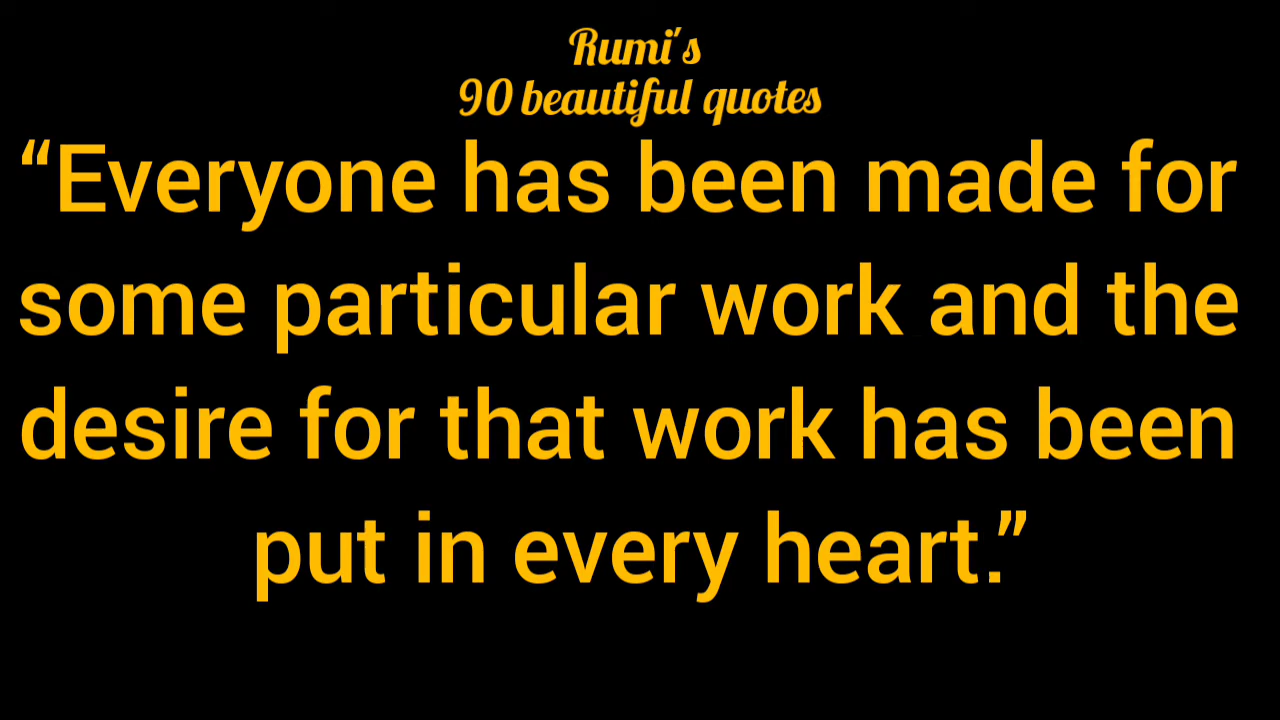 Rumi's
90 beautiful quotes
“Everyone has been made for
some particular work and the
desire for that work has been
put in every heart.”